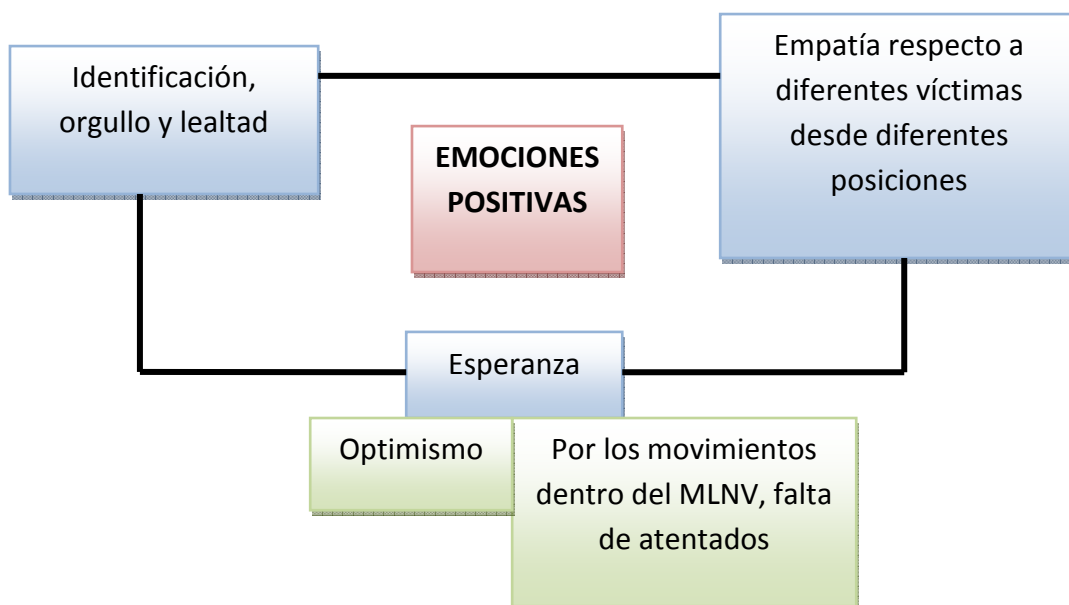 Identificación,
orgullo y lealtad
Empatía respecto a
diferentes víctimas
desde diferentes
posiciones
EMOCIONES
POSITIVAS
Esperanza
Optimismo
Por los movimientos
dentro del MLNV, falta
de atentados